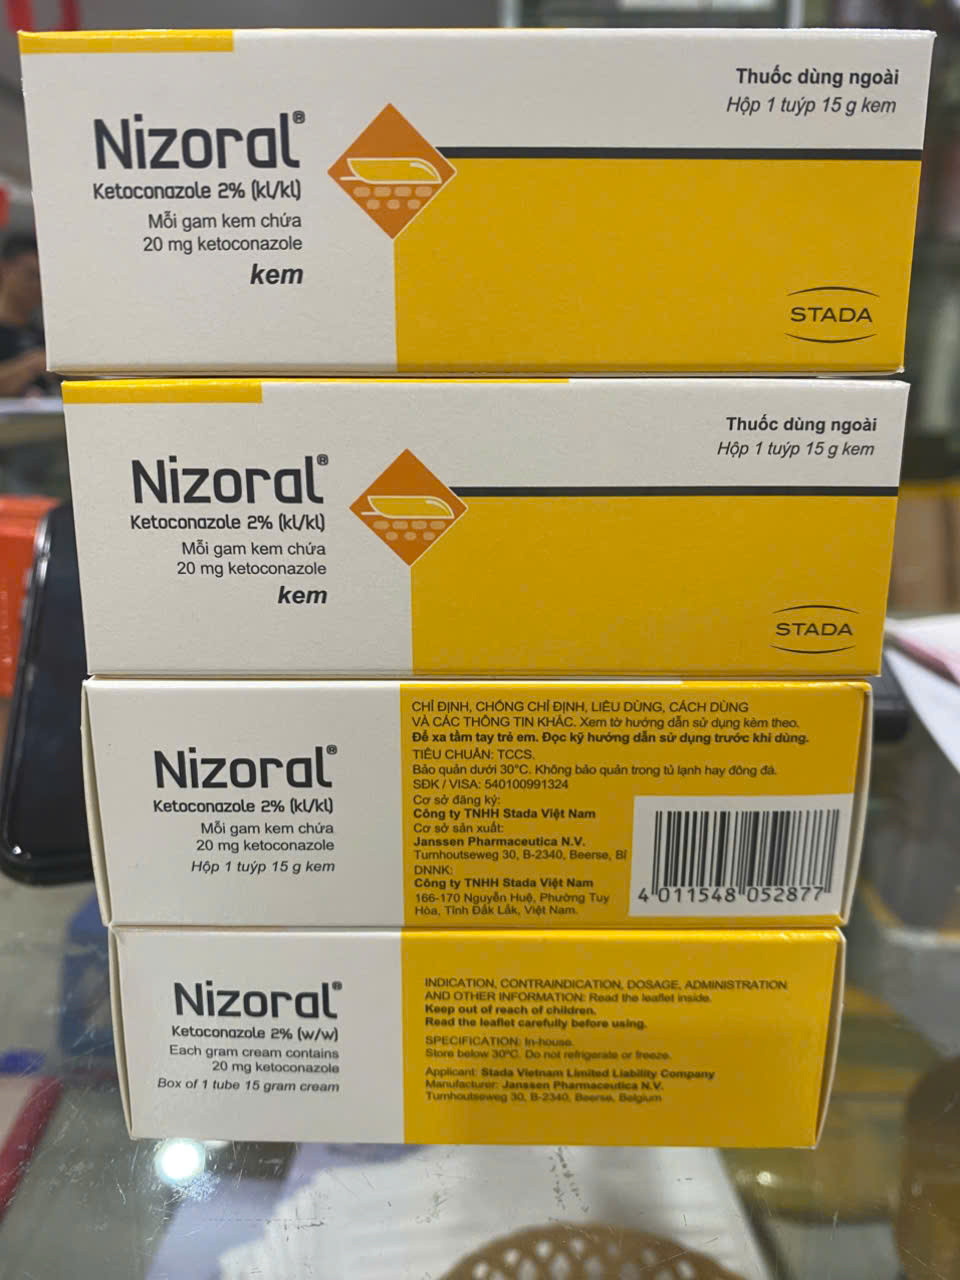 Thuốc dùng ngoài
Hộp 1 tuýp 15 g kem
Nizoral®
Ketoconazole 2% (kl/kl)
Mỗi gam kem chứa
20 mg ketoconazole
kem
STADA
Thuốc dùng ngoài
Hộp 1 tuýp 15 g kem
Nizoral®
Ketoconazole 2% (kl/kl)
Mỗi gam kem chứa
20 mg ketoconazole
kem
STADA
Nizoral®
Ketoconazole 2% (kl/kl)
Mỗi gam kem chứa
20 mg ketoconazole
Hộp 1 tuýp 15 g kem
CHỈ ĐỊNH, CHỐNG CHỈ ĐỊNH, LIỀU DÙNG, CÁCH DÙNG
VÀ CÁC THÔNG TIN KHÁC. Xem tờ hướng dẫn sử dụng kèm theo.
Để xa tầm tay trẻ em. Đọc kỹ hướng dẫn sử dụng trước khi dùng.
TIÊU CHUẨN: TCCS.
Bảo quản dưới 30°C. Không bảo quản trong tủ lạnh hay đông đá.
SĐK / VISA: 540100991324
Cơ sở đăng ký:
Công ty TNHH Stada Việt Nam
Cơ sở sản xuất:
Janssen Pharmaceutica N.V.
Turnhoutseweg 30, B-2340, Beerse, Bỉ
DNNK:
Công ty TNHH Stada Việt Nam
166-170 Nguyễn Huệ, Phường Tuy
Hòa, Tỉnh Đắk Lắk, Việt Nam.
4 011548 052877
Nizoral®
Ketoconazole 2% (w/w)
Each gram cream contains
20 mg ketoconazole
Box of 1 tube 15 gram cream
INDICATION, CONTRAINDICATION, DOSAGE, ADMINISTRATION
AND OTHER INFORMATION: Read the leaflet inside.
Keep out of reach of children.
Read the leaflet carefully before using.
SPECIFICATION: In-house.
Store below 30°C. Do not refrigerate or freeze.
Applicant: Stada Vietnam Limited Liability Company
Manufacturer: Janssen Pharmaceutica N.V.
Turnhoutseweg 30, B-2340, Beerse, Belgium